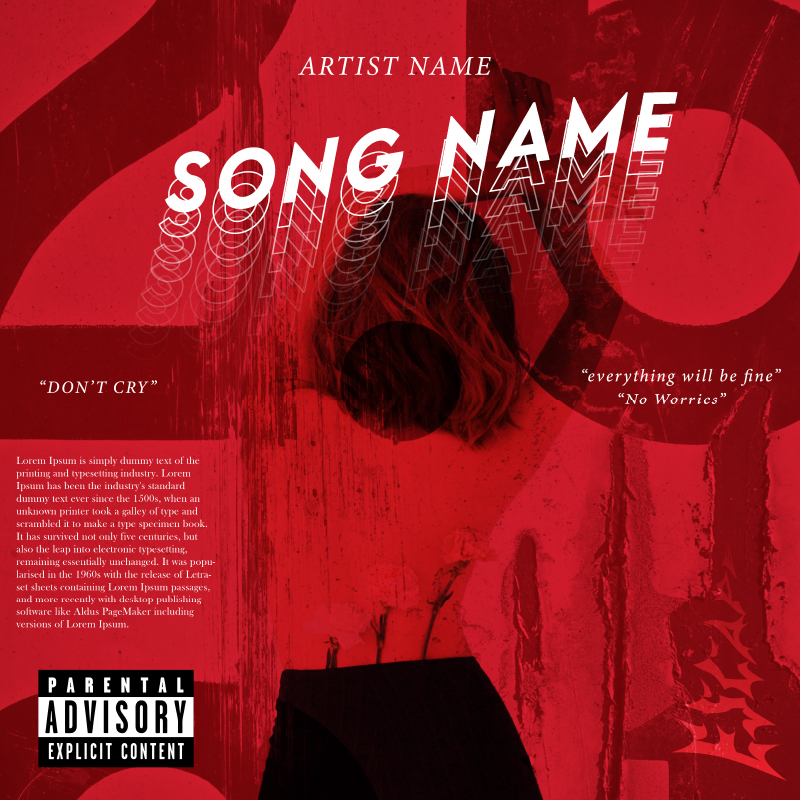 ARTIST NAME
SONG NAME
“DON’T CRY”
“everything will be fine”
“No Worries”
Lorem Ipsum is simply dummy text of the
printing and typesetting industry. Lorem
Ipsum has been the industry's standard
dummy text ever since the 1500s, when an
unknown printer took a galley of type and
scrambled it to make a type specimen book.
It has survived not only five centuries, but
also the leap into electronic typesetting,
remaining essentially unchanged. It was popu-
larised in the 1960s with the release of Letra-
set sheets containing Lorem Ipsum passages,
and more recently with desktop publishing
software like Aldus PageMaker including
versions of Lorem Ipsum.
PARENTAL
ADVISORY
EXPLICIT CONTENT